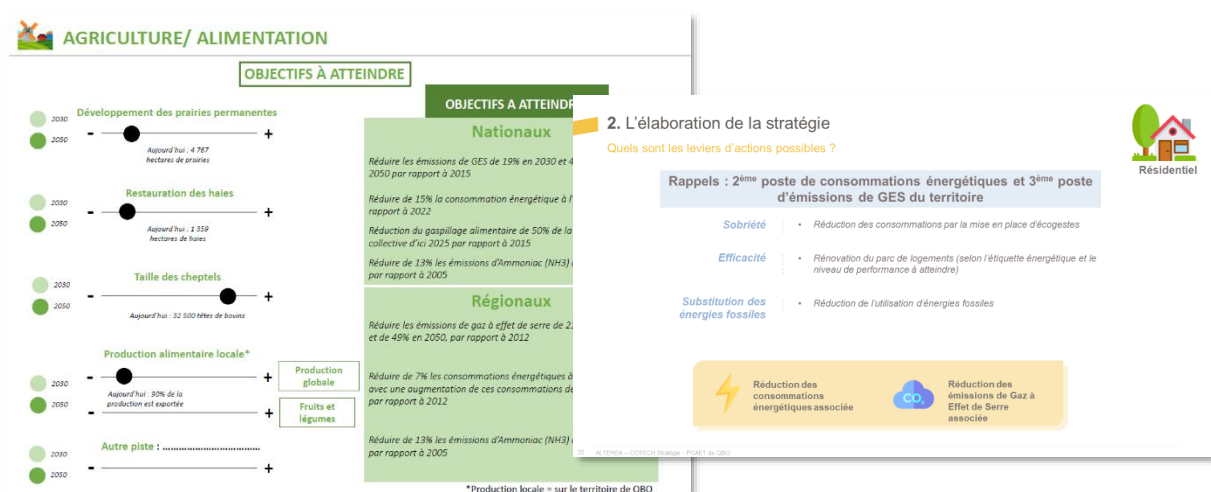 AGRICULTURE/ ALIMENTATION
OBJECTIFS À ATTEINDRE
2030
2050
Développement des prairies permanentes
- +
Aujourd'hui : 4 767
hectares de prairies
2030
2050
Restauration des haies
- +
Aujourd'hui : 1 359
hectares de haies
2030
2050
Taille des cheptels
- +
Aujourd'hui : 32 500 têtes de bovins
2030
2050
Production alimentaire locale*
- +
Production
globale
Aujourd'hui : 90% de la
production est exportée
- +
Fruits et
légumes
2030
2050
Autre piste : ...................................
- +
OBJECTIFS A ATTEINDR
Nationaux
Réduire les émissions de GES de 19% en 2030 et 4
2050 par rapport à 2015
Réduire de 15% la consommation énergétique à l'
rapport à 2022
Réduction du gaspillage alimentaire de 50% de la
collective d'ici 2025 par rapport à 2015
Réduire de 13% les émissions d'Ammoniac (NH3)
par rapport à 2005
Régionaux
Réduire les émissions de gaz à effet de serre de 2
et de 49% en 2050, par rapport à 2012
Réduire de 7% les consommations énergétiques à
avec une augmentation de ces consommations de
par rapport à 2012
Réduire de 13% les émissions d'Ammoniac (NH3)
par rapport à 2005
*Production locale = sur le territoire de QBO
2. L'élaboration de la stratégie
Quels sont les leviers d'actions possibles ?
Résidentiel
Rappels : 2ème poste de consommations énergétiques et 3ème poste
d'émissions de GES du territoire
Sobriété
• Réduction des consommations par la mise en place d'écogestes
Efficacité
• Rénovation du parc de logements (selon l'étiquette énergétique et le
niveau de performance à atteindre)
Substitution des
énergies fossiles
• Réduction de l'utilisation d'énergies fossiles
Réduction des
consommations
énergétiques associée
CO2
Réduction des
émissions de Gaz à
Effet de Serre
associée
22 ALTEREA – COTECH Stratégie - PCAET de QBO